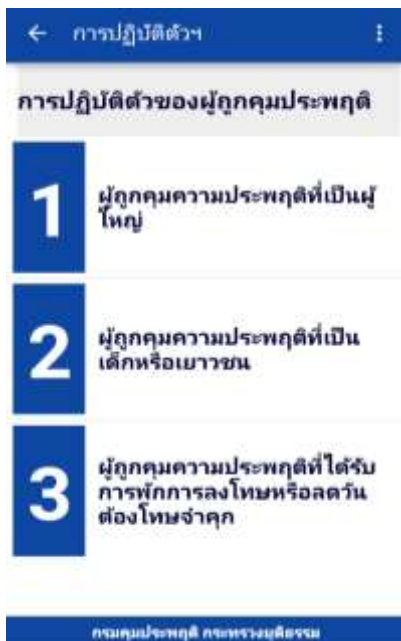 การปฏิบัติตัวฯ
การปฏิบัติตัวของผู้ถูกคุมประพฤติ
1
ผู้ถูกคุมความประพฤติที่เป็นผู้
ใหญ่
2
ผู้ถูกคุมความประพฤติที่เป็น
เด็กหรือเยาวชน
3
ผู้ถูกคุมความประพฤติที่ได้รับ
การพักการลงโทษหรือลดวัน
ต้องโทษจำคุก
กรมคุมประพฤติ กระทรวงยุติธรรม